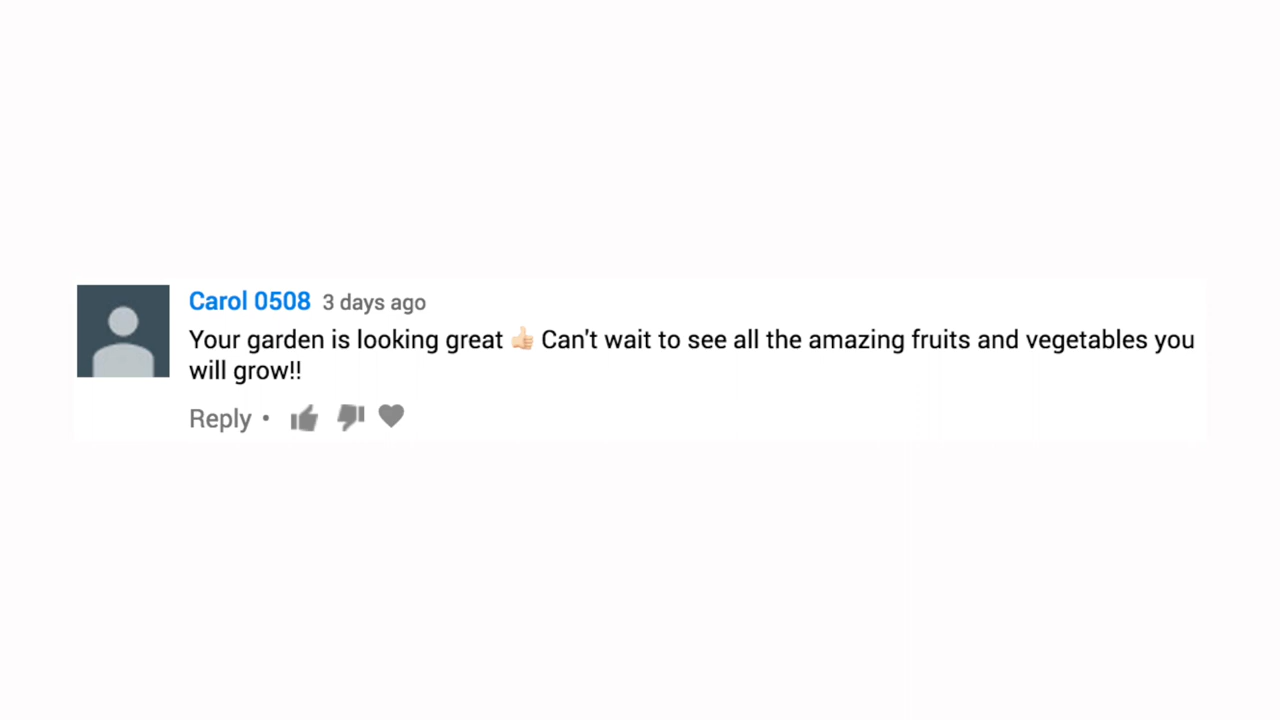 Carol 0508 3 days ago
Your garden is looking great 👍🏻 Can't wait to see all the amazing fruits and vegetables you
will grow!!
Reply •